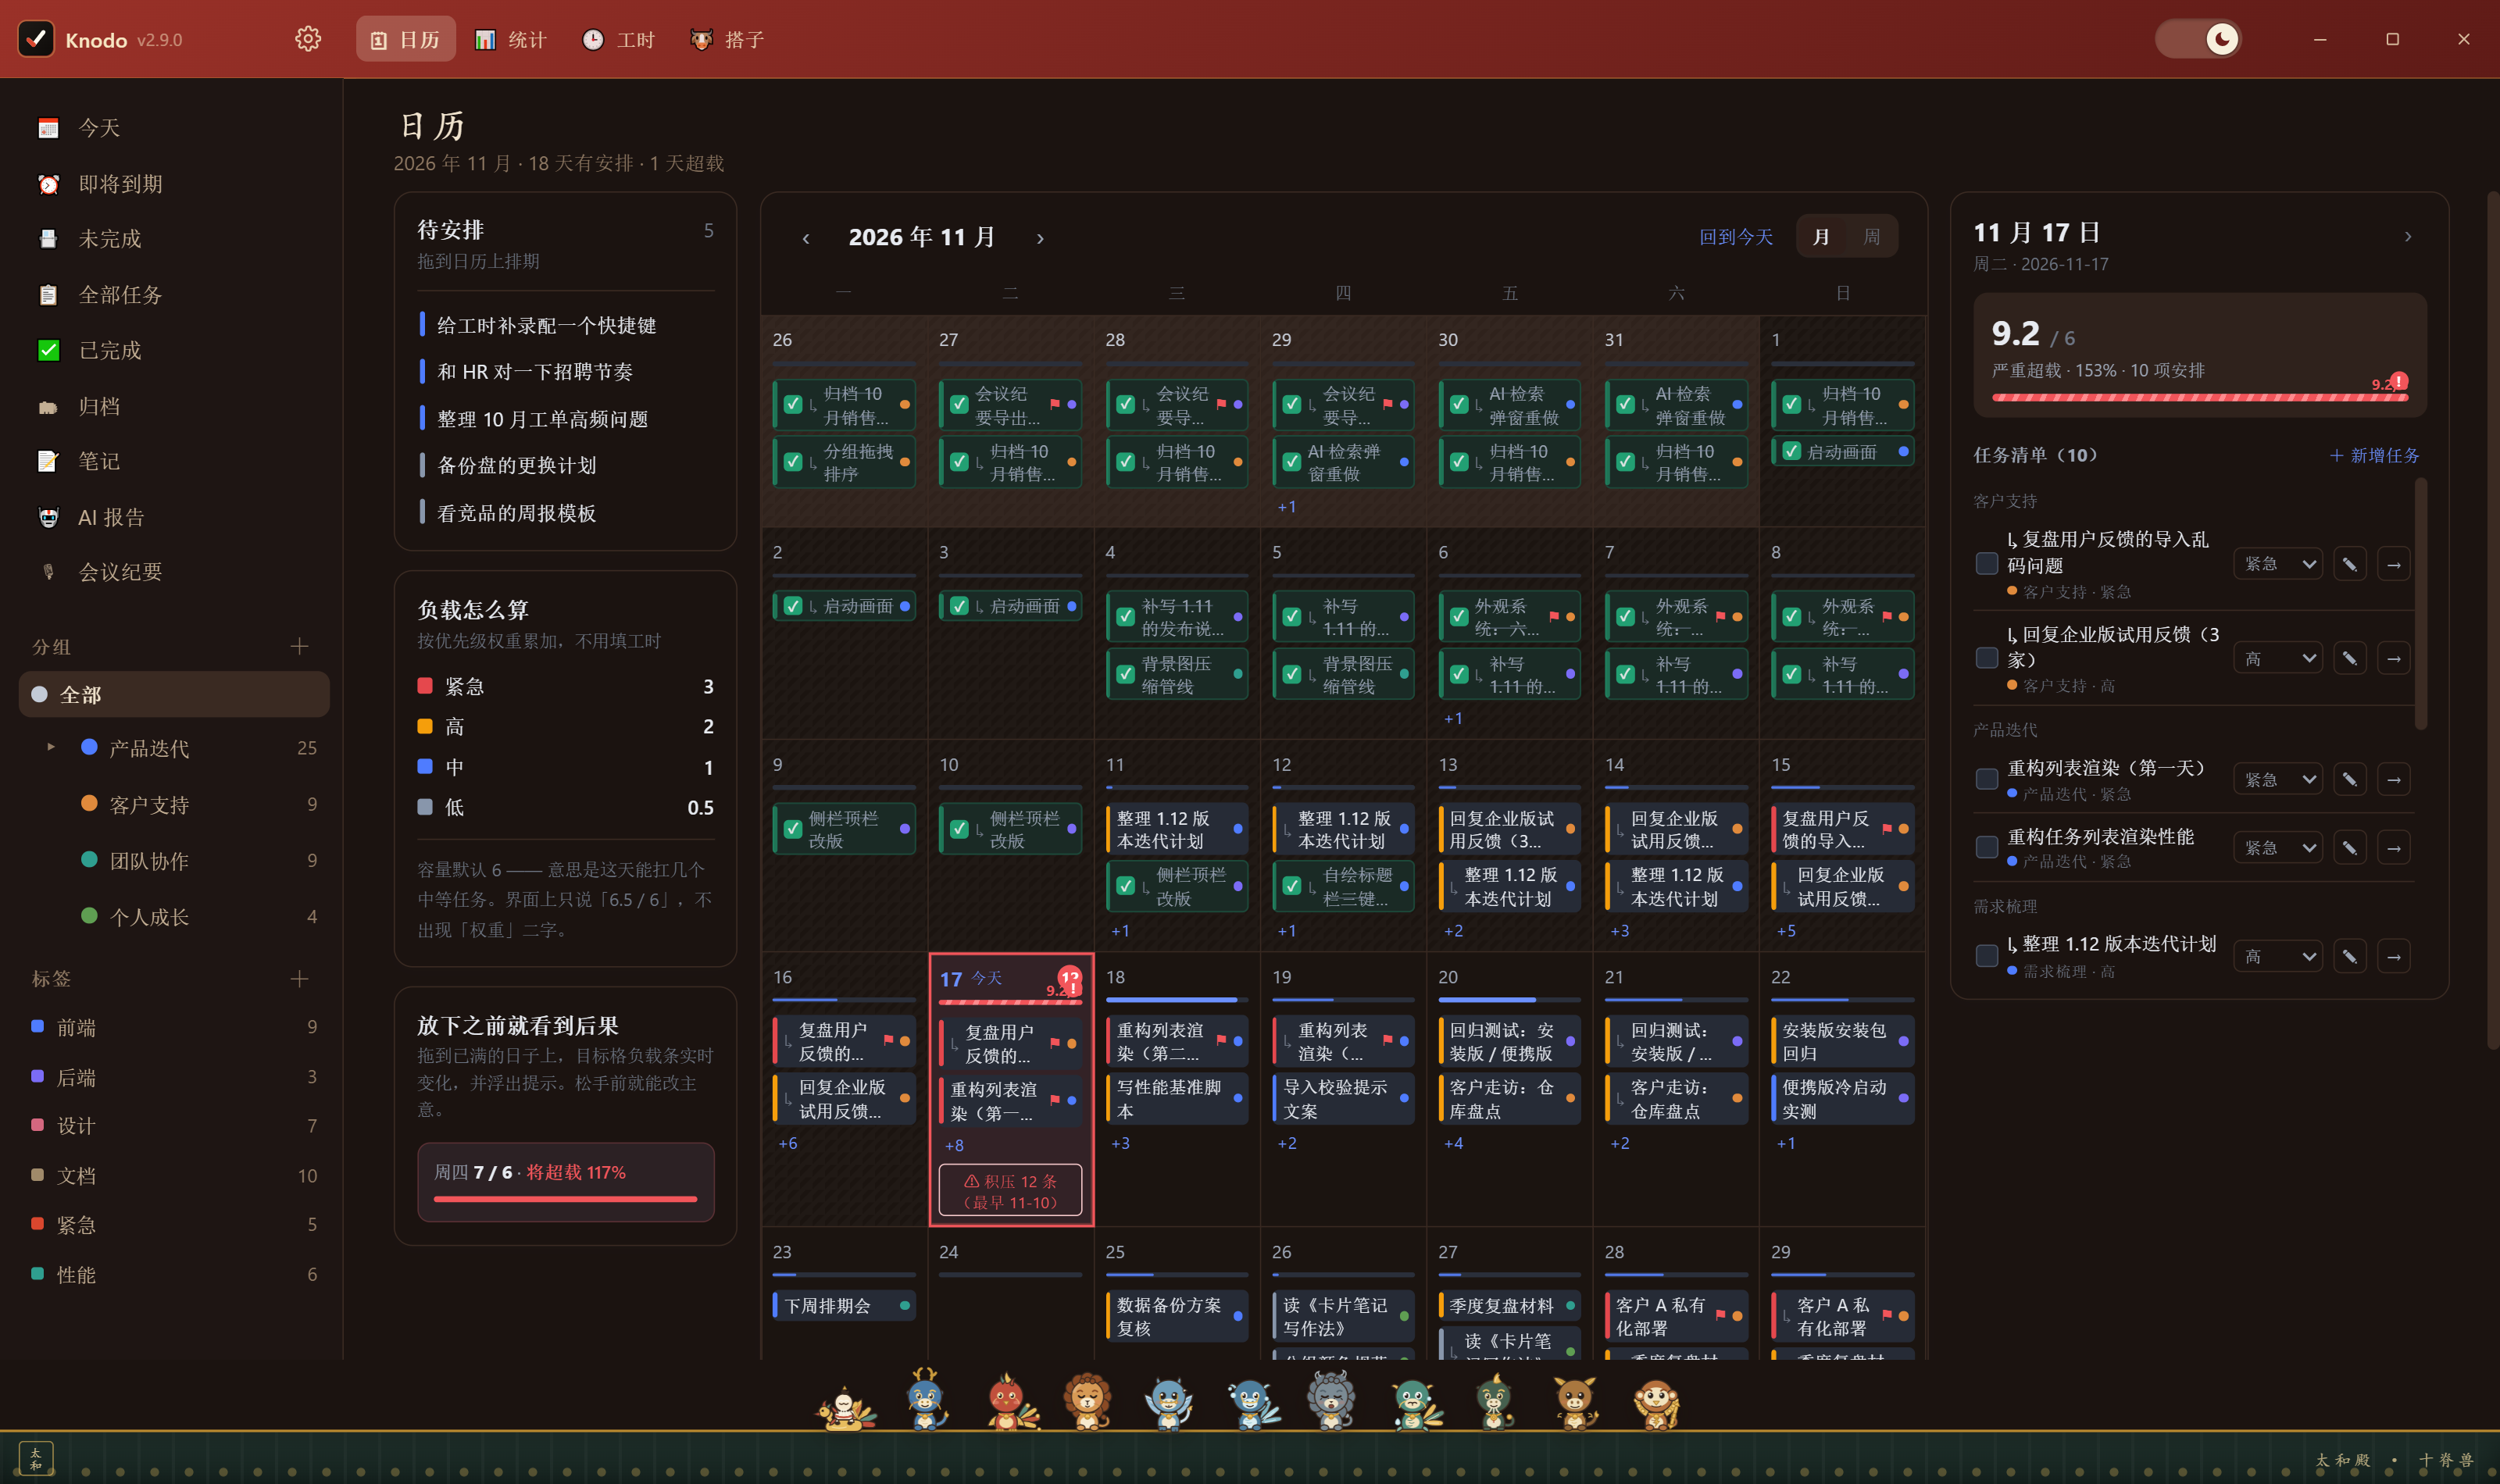 Knodo v2.9.0
日历
统计
工时
搭子
今天
即将到期
未完成
全部任务
已完成
归档
笔记
AI 报告
会议纪要
分组
全部
产品迭代 25
客户支持 9
团队协作 9
个人成长 4
标签
前端 9
后端 3
设计 7
文档 10
紧急 5
性能 6
日历
2026 年 11 月 · 18 天有安排 · 1 天超载
待安排 5
拖到日历上排期
给工时补录配一个快捷键
和 HR 对一下招聘节奏
整理 10 月工单高频问题
备份盘的更换计划
看竞品的周报模板
负载怎么算
按优先级权重累加，不用填工时
紧急 3
高 2
中 1
低 0.5
容量默认 6 —— 意思是这天能扛几个
中等任务。界面上只说「6.5 / 6」，不
出现「权重」二字。
放下之前就看到后果
拖到已满的日子上，目标格负载条实时
变化，并浮出提示。松手前就能改主
意。
周四 7 / 6 · 将超载 117%
‹ 2026 年 11 月 ›
回到今天 月 周
一 二 三 四 五 六 日
26
归档 10
月销售...
分组拖拽
排序
27
会议纪
要导出...
归档 10
月销售...
28
会议纪
要导...
归档 10
月销售...
29
会议纪
要导...
AI 检索弹
窗重做
+1
30
AI 检索
弹窗重做
归档 10
月销售...
31
AI 检索
弹窗重做
归档 10
月销售...
1
归档 10
月销售...
启动画面
2
启动画面
3
启动画面
4
补写 1.11
的发布说...
背景图压
缩管线
5
补写
1.11 的...
背景图压
缩管线
6
外观系
统：六...
补写
1.11 的...
+1
7
外观系
统：...
补写
1.11 的...
8
外观系
统：...
补写
1.11 的...
9
侧栏顶栏
改版
10
侧栏顶栏
改版
11
整理 1.12 版
本迭代计划
侧栏顶栏
改版
+1
12
整理 1.12 版
本迭代计划
自绘标题
栏三键...
+1
13
回复企业版试
用反馈（3...
整理 1.12 版
本迭代计划
+2
14
回复企业版
试用反馈...
整理 1.12 版
本迭代计划
+3
15
复盘用户反
馈的导入...
回复企业版
试用反馈...
+5
16
复盘用户
反馈的...
回复企业版
试用反馈...
+6
17 今天
复盘用户
反馈的...
重构列表渲
染（第一...
+8
积压 12 条
（最早 11-10）
18
重构列表渲
染（第二...
写性能基准脚
本
+3
19
重构列表
渲染（...
导入校验提示
文案
+2
20
回归测试：安
装版 / 便携版
客户走访：仓
库盘点
+4
21
回归测试：
安装版 / ...
客户走访：
仓库盘点
+2
22
安装版安装包
回归
便携版冷启动
实测
+1
23
下周排期会
24
25
数据备份方案
复核
26
读《卡片笔记
写作法》
27
季度复盘材料
读《卡片笔
28
客户 A 私有
化部署
29
客户 A 私
有化部署
11 月 17 日 ›
周二 · 2026-11-17
9.2 / 6
严重超载 · 153% · 10 项安排
任务清单（10）
＋ 新增任务
客户支持
↳ 复盘用户反馈的导入乱
码问题
客户支持 · 紧急
紧急
↳ 回复企业版试用反馈（3
家）
客户支持 · 高
高
产品迭代
重构列表渲染（第一天）
产品迭代 · 紧急
紧急
重构任务列表渲染性能
产品迭代 · 紧急
紧急
需求梳理
↳ 整理 1.12 版本迭代计划
需求梳理 · 高
高
太和
太和殿 · 十脊兽